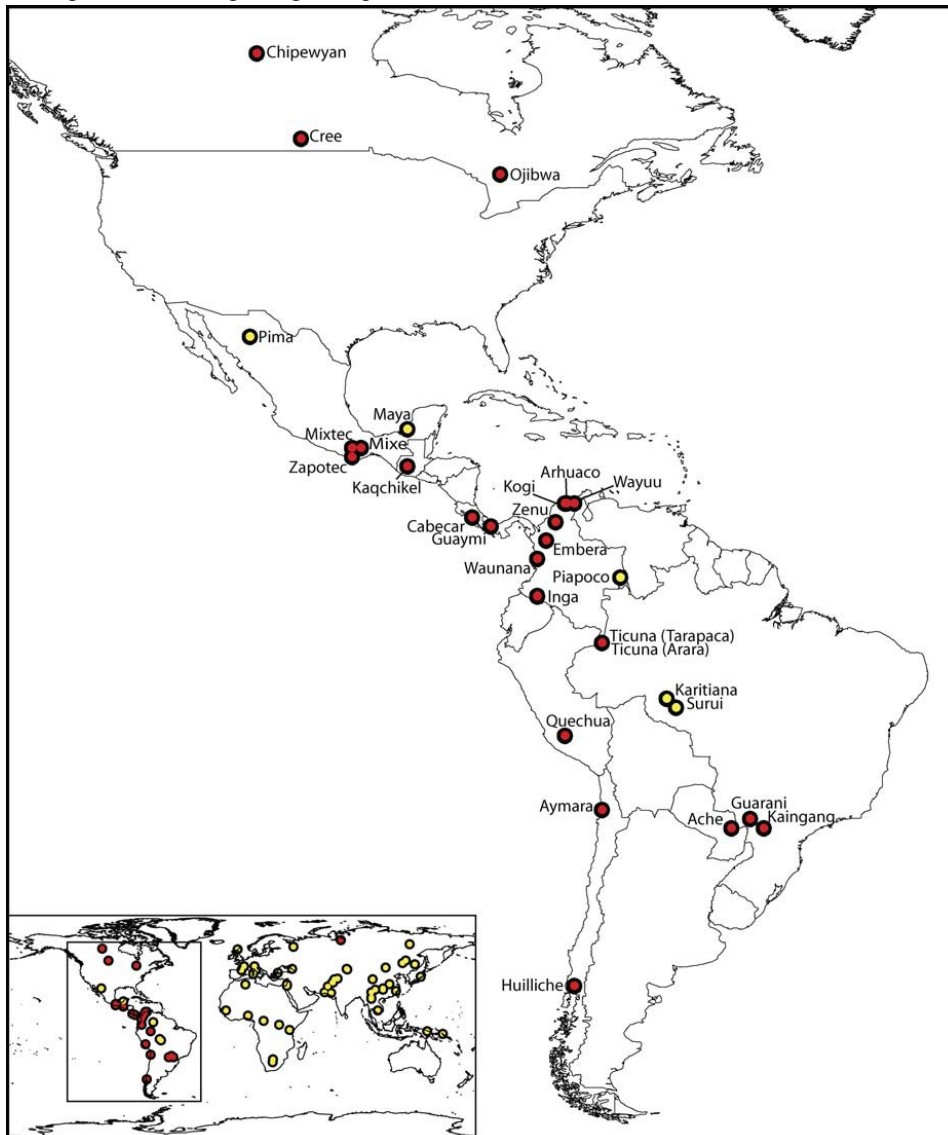 Chipewyan
Cree
Ojibwa
Pima
Maya
Mixtec
Mixe
Zapotec
Kaqchikel
Arhuaco
Kogi
Wayuu
Zenu
Cabecar
Guaymi
Embera
Waunana
Piapoco
Inga
Ticuna (Tarapaca)
Ticuna (Arara)
Karitiana
Surui
Quechua
Aymara
Guarani
Ache
Kaingang
Huilliche